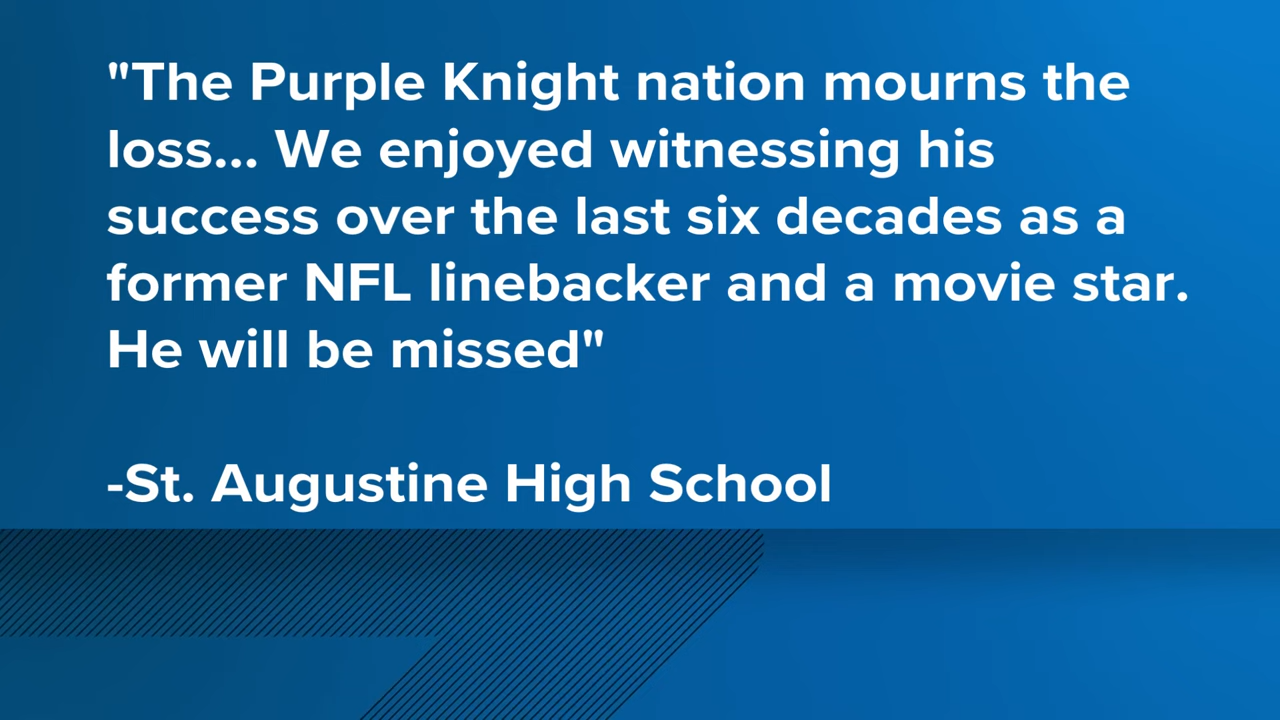 "The Purple Knight nation mourns the
loss... We enjoyed witnessing his
success over the last six decades as a
former NFL linebacker and a movie star.
He will be missed"
-St. Augustine High School